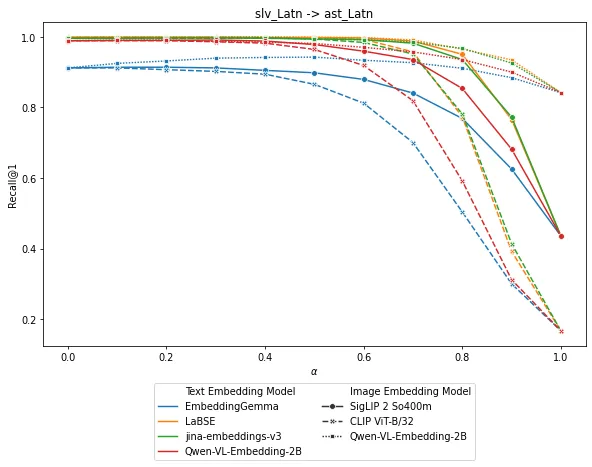 slv_Latn -> ast_Latn
1.0
0.8
0.6
0.4
0.2
Recall@1
0.0 0.2 0.4 0.6 0.8 1.0
α
Text Embedding Model
EmbeddingGemma
LaBSE
jina-embeddings-v3
Qwen-VL-Embedding-2B
Image Embedding Model
SigLIP 2 So400m
CLIP ViT-B/32
Qwen-VL-Embedding-2B